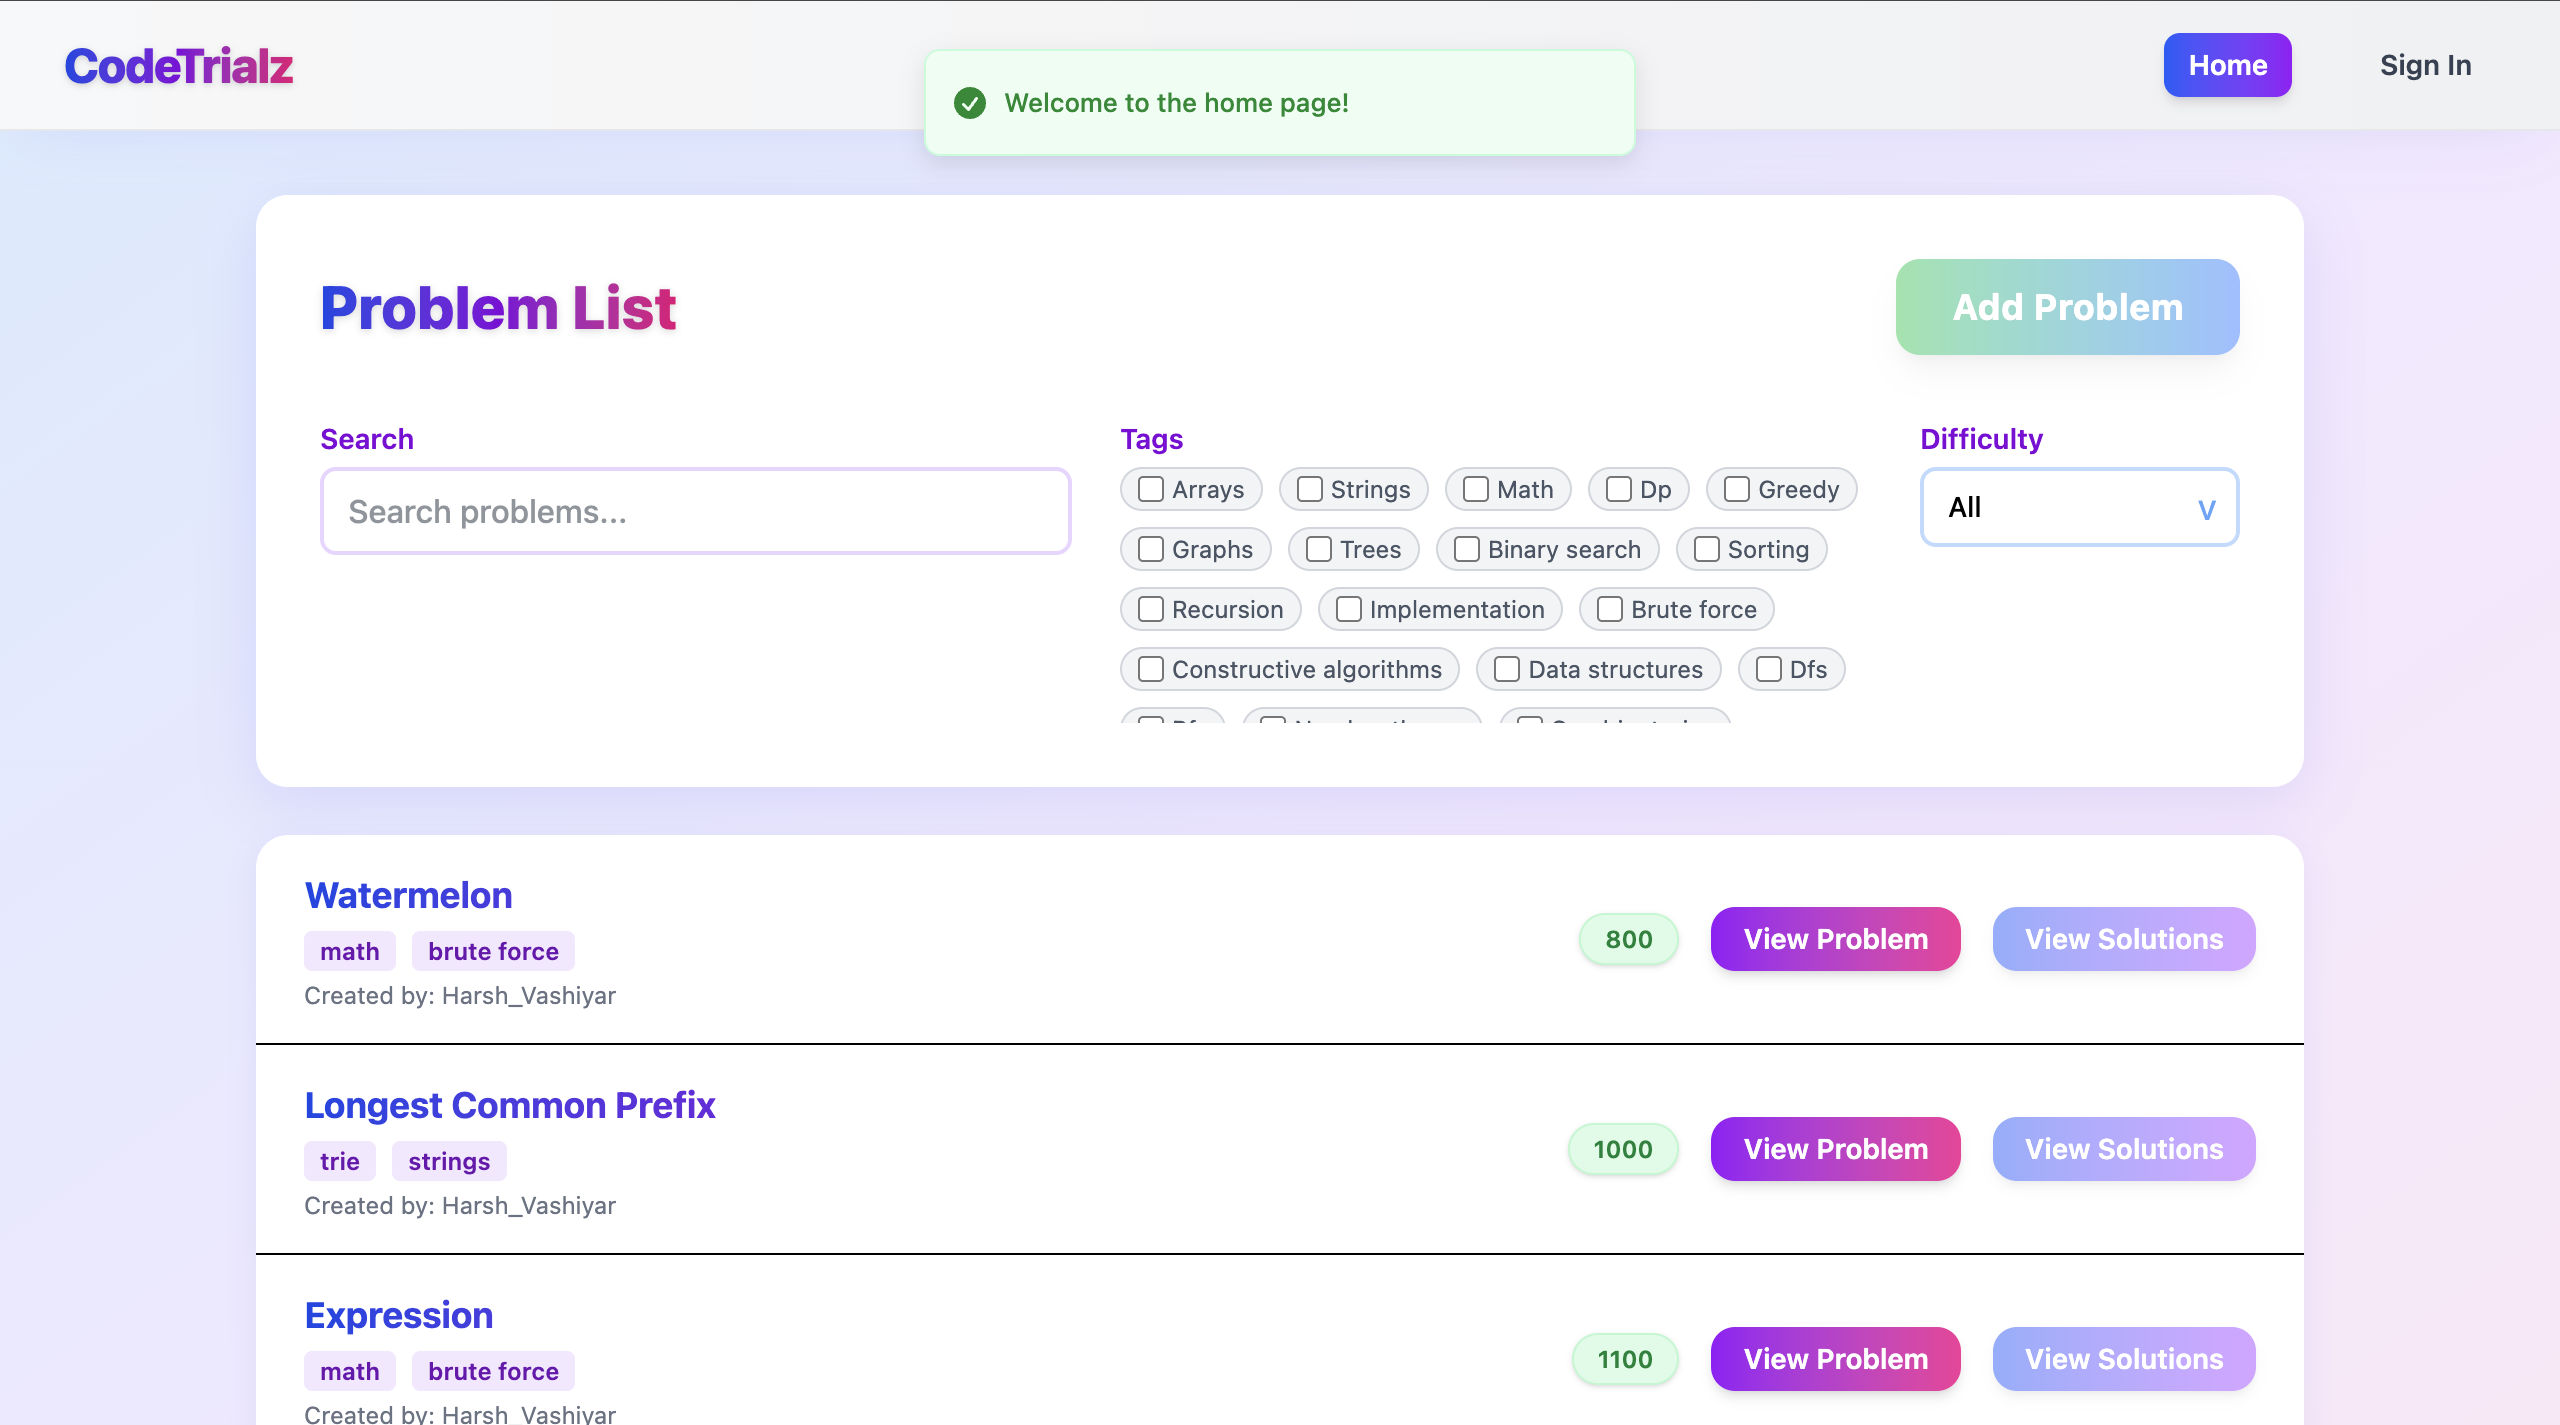 CodeTrialz
Welcome to the home page!
Home
Sign In
Problem List
Add Problem
Search
Search problems...
Tags
Arrays Strings Math Dp Greedy
Graphs Trees Binary search Sorting
Recursion Implementation Brute force
Constructive algorithms Data structures Dfs
Difficulty
All
Watermelon
math brute force
Created by: Harsh_Vashiyar
800 View Problem View Solutions
Longest Common Prefix
trie strings
Created by: Harsh_Vashiyar
1000 View Problem View Solutions
Expression
math brute force
Created by: Harsh_Vashiyar
1100 View Problem View Solutions